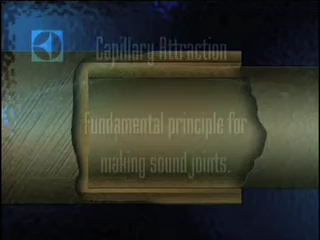 Capillary Attraction
Fundamental principle for
making sound joints.